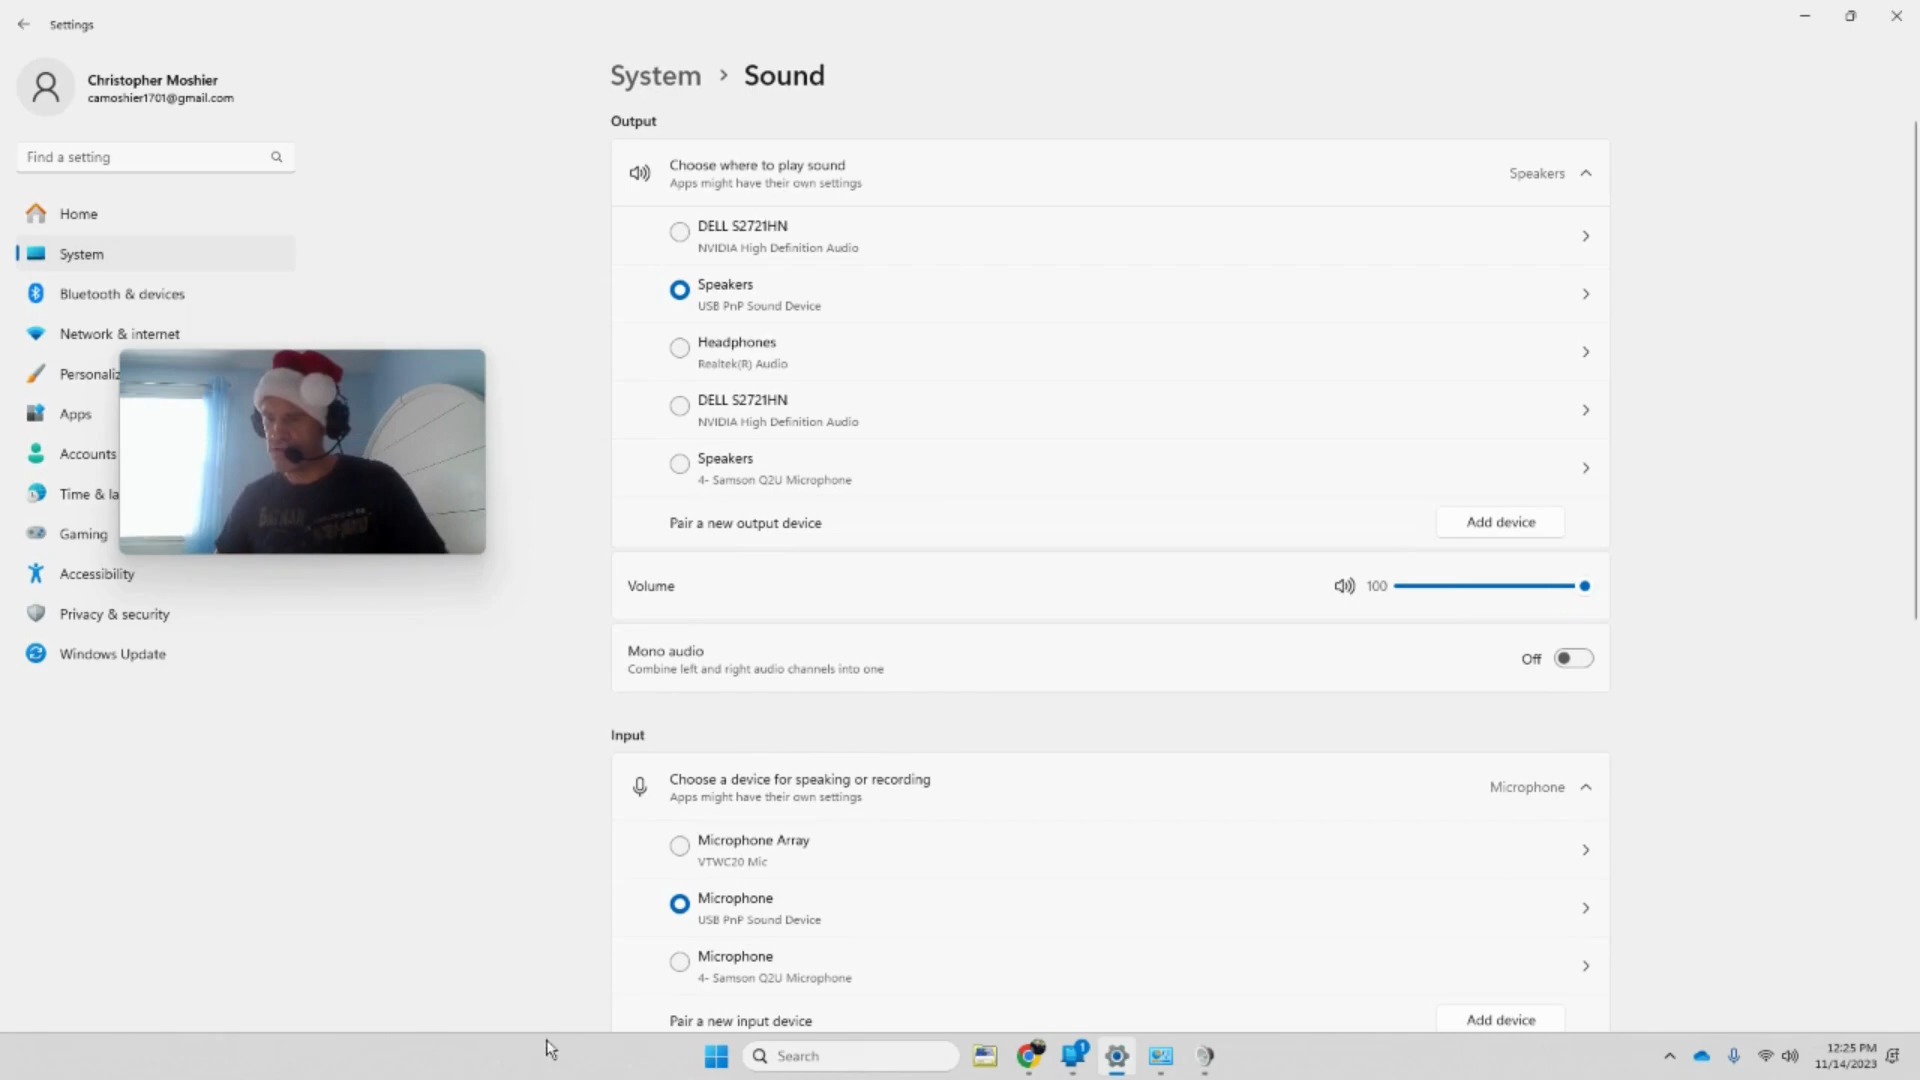 Settings
Christopher Moshier
camoshier1701@gmail.com
Find a setting
Home
System
Bluetooth & devices
Network & internet
Personaliz
Apps
Accounts
Time & la
Gaming
Accessibility
Privacy & security
Windows Update
System > Sound
Output
Choose where to play sound
Apps might have their own settings
Speakers
DELL S2721HN
NVIDIA High Definition Audio
Speakers
USB PnP Sound Device
Headphones
Realtek(R) Audio
DELL S2721HN
NVIDIA High Definition Audio
Speakers
4- Samson Q2U Microphone
Pair a new output device
Add device
Volume
100
Mono audio
Combine left and right audio channels into one
Off
Input
Choose a device for speaking or recording
Apps might have their own settings
Microphone
Microphone Array
VTWC20 Mic
Microphone
USB PnP Sound Device
Microphone
4- Samson Q2U Microphone
Pair a new input device
Add device
BATMAN
Search
1
12:25 PM
11/14/2023